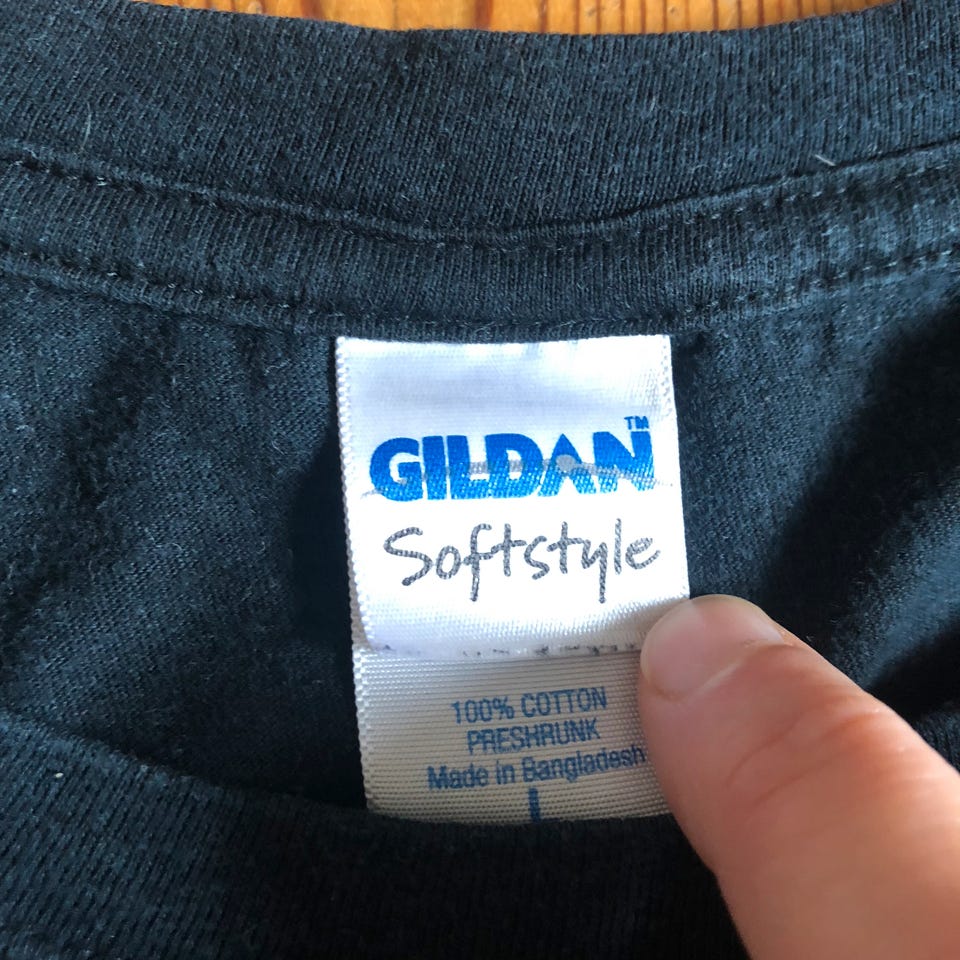 GILDAN™
Softstyle
100% COTTON
PRESHRUNK
Made in Bangladesh